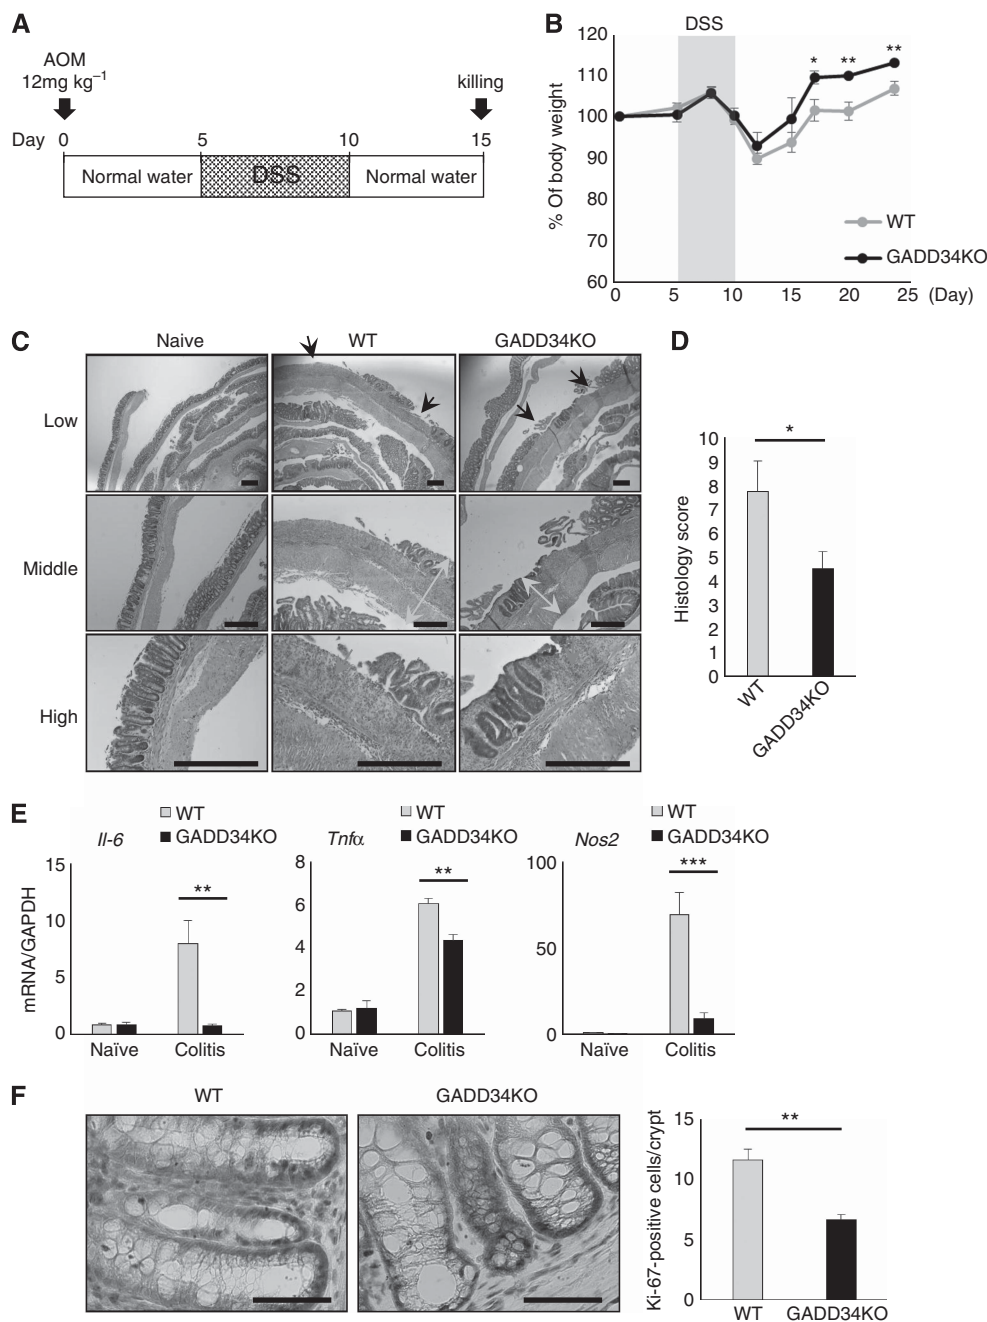 A
AOM
12mg kg⁻¹
killing
Day 0 5 10 15
Normal water DSS Normal water
B
DSS
% Of body weight
120
110
100
90
80
70
60
* ** **
WT
GADD34KO
0 5 10 15 20 25 (Day)
C
Naive WT GADD34KO
Low
Middle
High
D
Histology score
10
9
8
7
6
5
4
3
2
1
0
*
WT
GADD34KO
E
mRNA/GAPDH
Il-6
WT
GADD34KO
15
10
5
0
**
Naïve Colitis
Tnfα
WT
GADD34KO
8
6
4
2
0
**
Naïve Colitis
Nos2
WT
GADD34KO
100
50
0
***
Naïve Colitis
F
WT GADD34KO
Ki-67-positive cells/crypt
15
10
5
0
**
WT GADD34KO